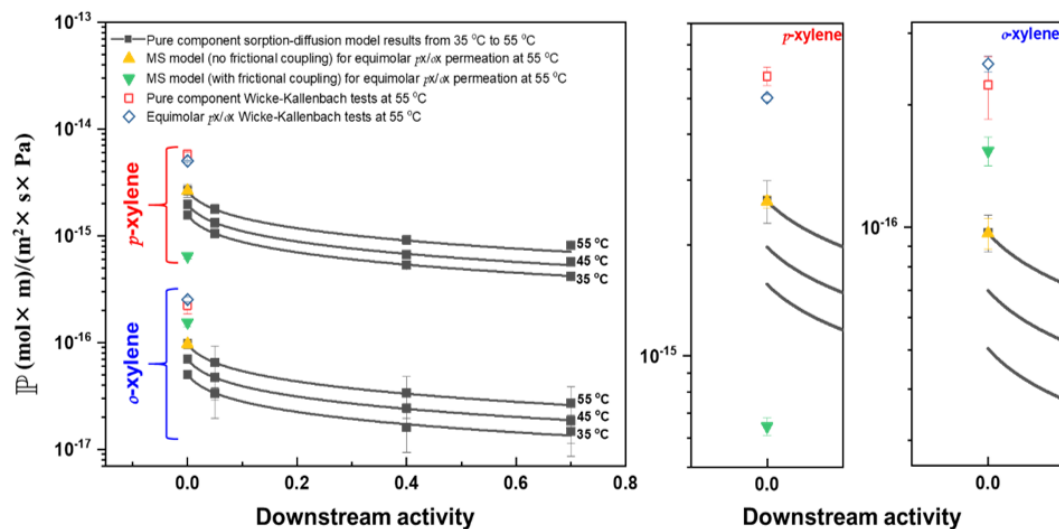 10⁻¹³
10⁻¹⁴
10⁻¹⁵
10⁻¹⁶
10⁻¹⁷
ℙ (mol× m)/(m²× s× Pa)
Pure component sorption-diffusion model results from 35 °C to 55 °C
MS model (no frictional coupling) for equimolar px/ox permeation at 55 °C
MS model (with frictional coupling) for equimolar px/ox permeation at 55 °C
Pure component Wicke-Kallenbach tests at 55 °C
Equimolar px/ox Wicke-Kallenbach tests at 55 °C
p-xylene
o-xylene
55 °C
45 °C
35 °C
55 °C
45 °C
35 °C
0.0 0.2 0.4 0.6 0.8
Downstream activity
p-xylene
10⁻¹⁵
0.0
Downstream activity
o-xylene
10⁻¹⁶
0.0
Downstream activity